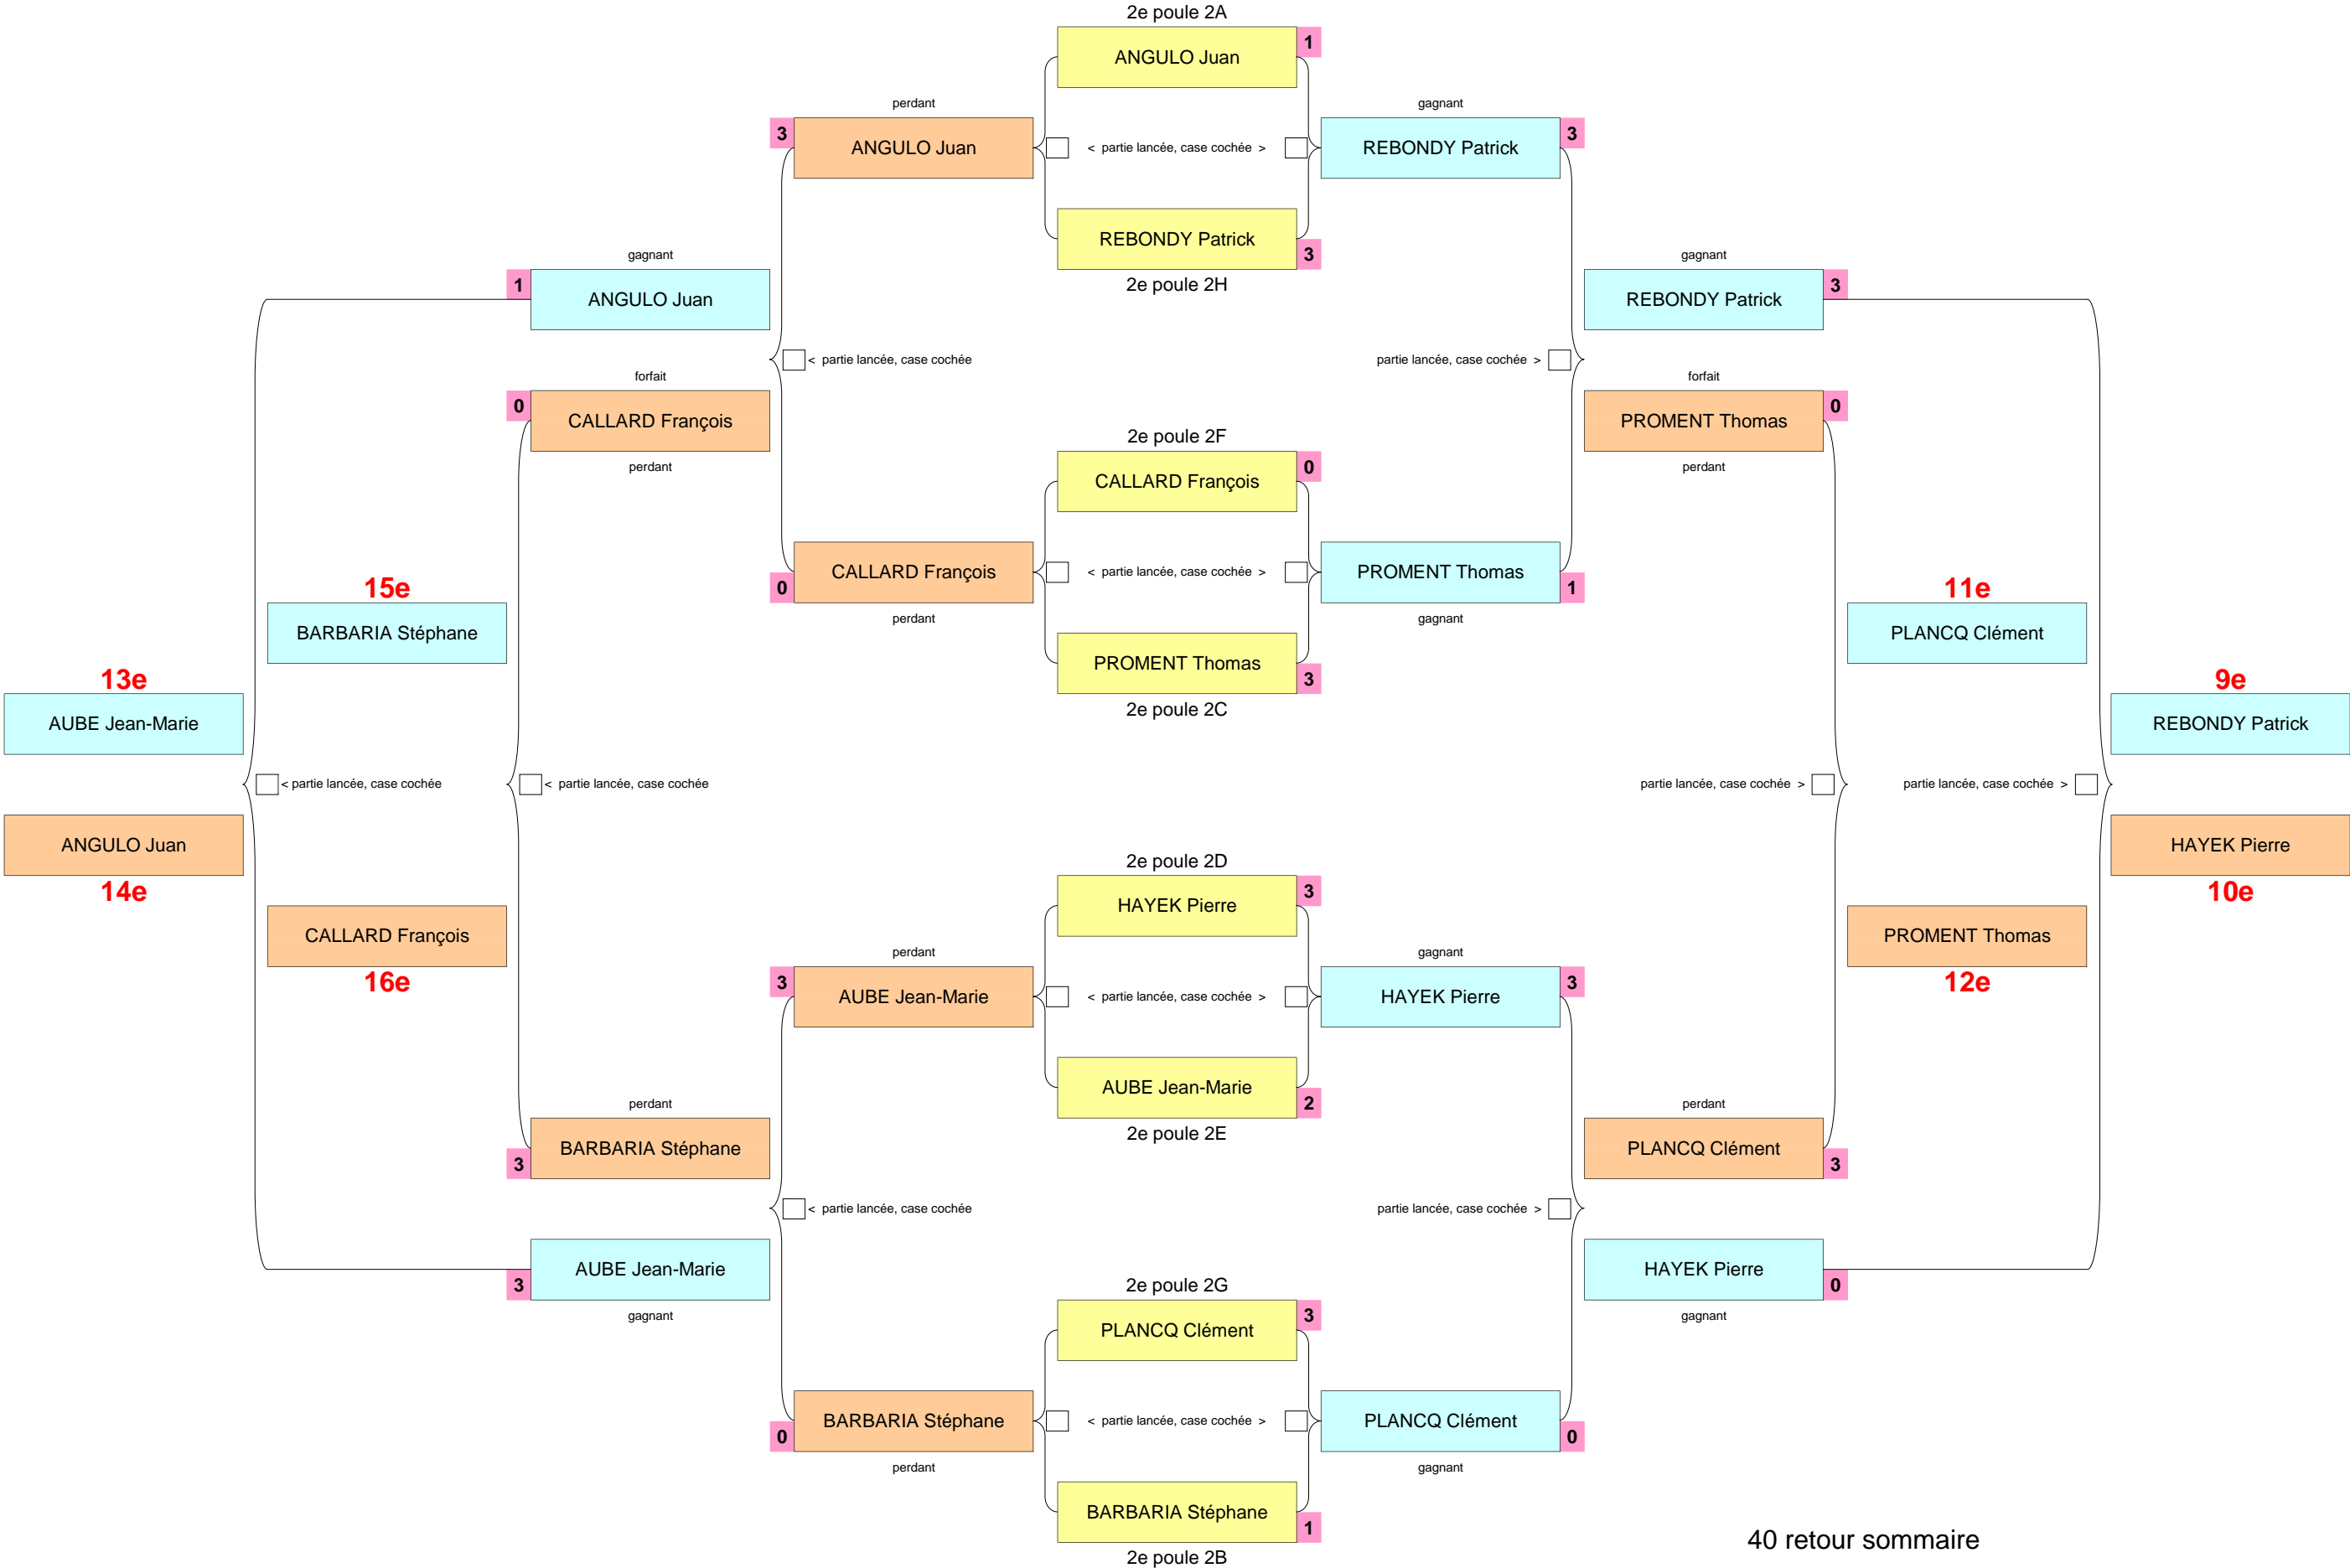 2e poule 2A
ANGULO Juan 1
perdant gagnant
3 ANGULO Juan < partie lancée, case cochée > REBONDY Patrick 3
REBONDY Patrick 3
2e poule 2H
gagnant gagnant
1 ANGULO Juan REBONDY Patrick 3
< partie lancée, case cochée partie lancée, case cochée >
forfait forfait
0 CALLARD François PROMENT Thomas 0
perdant perdant
2e poule 2F
CALLARD François 0
CALLARD François < partie lancée, case cochée > PROMENT Thomas
0 1
perdant gagnant
15e 11e
BARBARIA Stéphane PLANCQ Clément
PROMENT Thomas 3
2e poule 2C
13e 9e
AUBE Jean-Marie REBONDY Patrick
< partie lancée, case cochée < partie lancée, case cochée partie lancée, case cochée > partie lancée, case cochée >
ANGULO Juan HAYEK Pierre
14e 10e
2e poule 2D
HAYEK Pierre 3
CALLARD François PROMENT Thomas
16e 12e
perdant gagnant
3 AUBE Jean-Marie < partie lancée, case cochée > HAYEK Pierre 3
AUBE Jean-Marie 2
2e poule 2E
perdant perdant
BARBARIA Stéphane PLANCQ Clément
3 3
< partie lancée, case cochée partie lancée, case cochée >
AUBE Jean-Marie HAYEK Pierre
3 0
gagnant gagnant
2e poule 2G
PLANCQ Clément 3
BARBARIA Stéphane < partie lancée, case cochée > PLANCQ Clément
0 0
perdant gagnant
BARBARIA Stéphane 1
2e poule 2B
40 retour sommaire